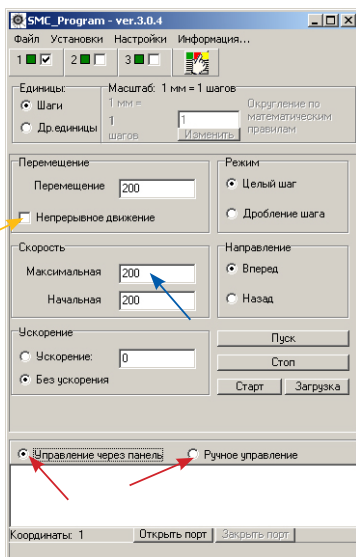 SMC_Program - ver.3.0.4
Файл Установки Настройки Информация...
1 2 3
Единицы: Масштаб: 1 мм = 1 шагов
Шаги 1 мм = Округление по
1 1 математическим
Др.единицы шагов Изменить правилам
Перемещение Режим
Перемещение 200 Целый шаг
Непрерывное движение Дробление шага
Скорость Направление
Максимальная 200 Вперед
Начальная 200 Назад
Ускорение Пуск
Ускорение: 0 Стоп
Без ускорения Старт Загрузка
Управление через панель Ручное управление
Координаты: 1 Открыть порт Закрыть порт